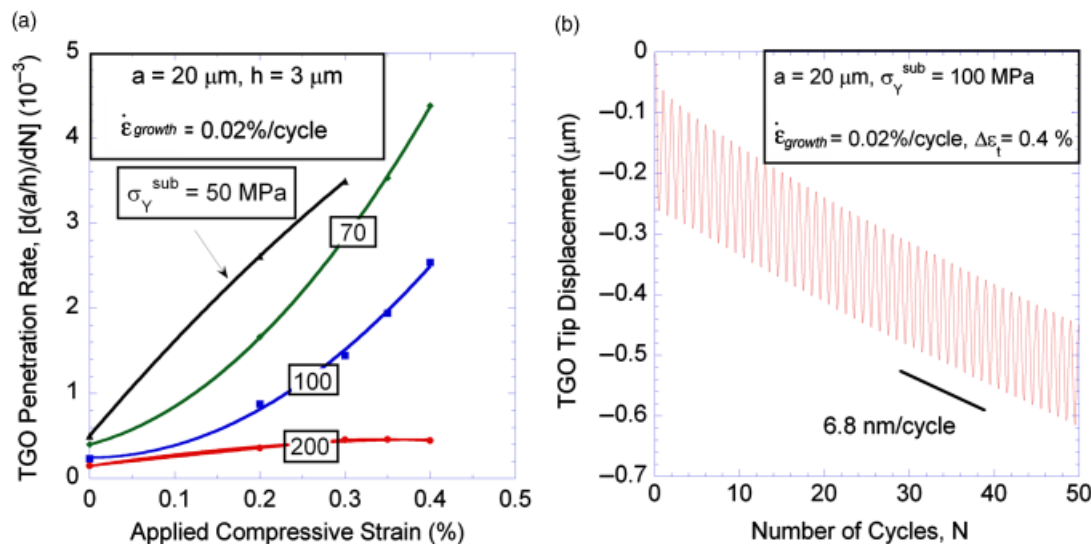 (a)
TGO Penetration Rate, [d(a/h)/dN] (10⁻³)
5
4
3
2
1
0
a = 20 μm, h = 3 μm
ε̇growth = 0.02%/cycle
σY^sub = 50 MPa
70
100
200
0 0.1 0.2 0.3 0.4 0.5
Applied Compressive Strain (%)
(b)
TGO Tip Displacement (μm)
0
–0.1
–0.2
–0.3
–0.4
–0.5
–0.6
–0.7
a = 20 μm, σY^sub = 100 MPa
ε̇growth = 0.02%/cycle, Δεt = 0.4 %
6.8 nm/cycle
0 10 20 30 40 50
Number of Cycles, N